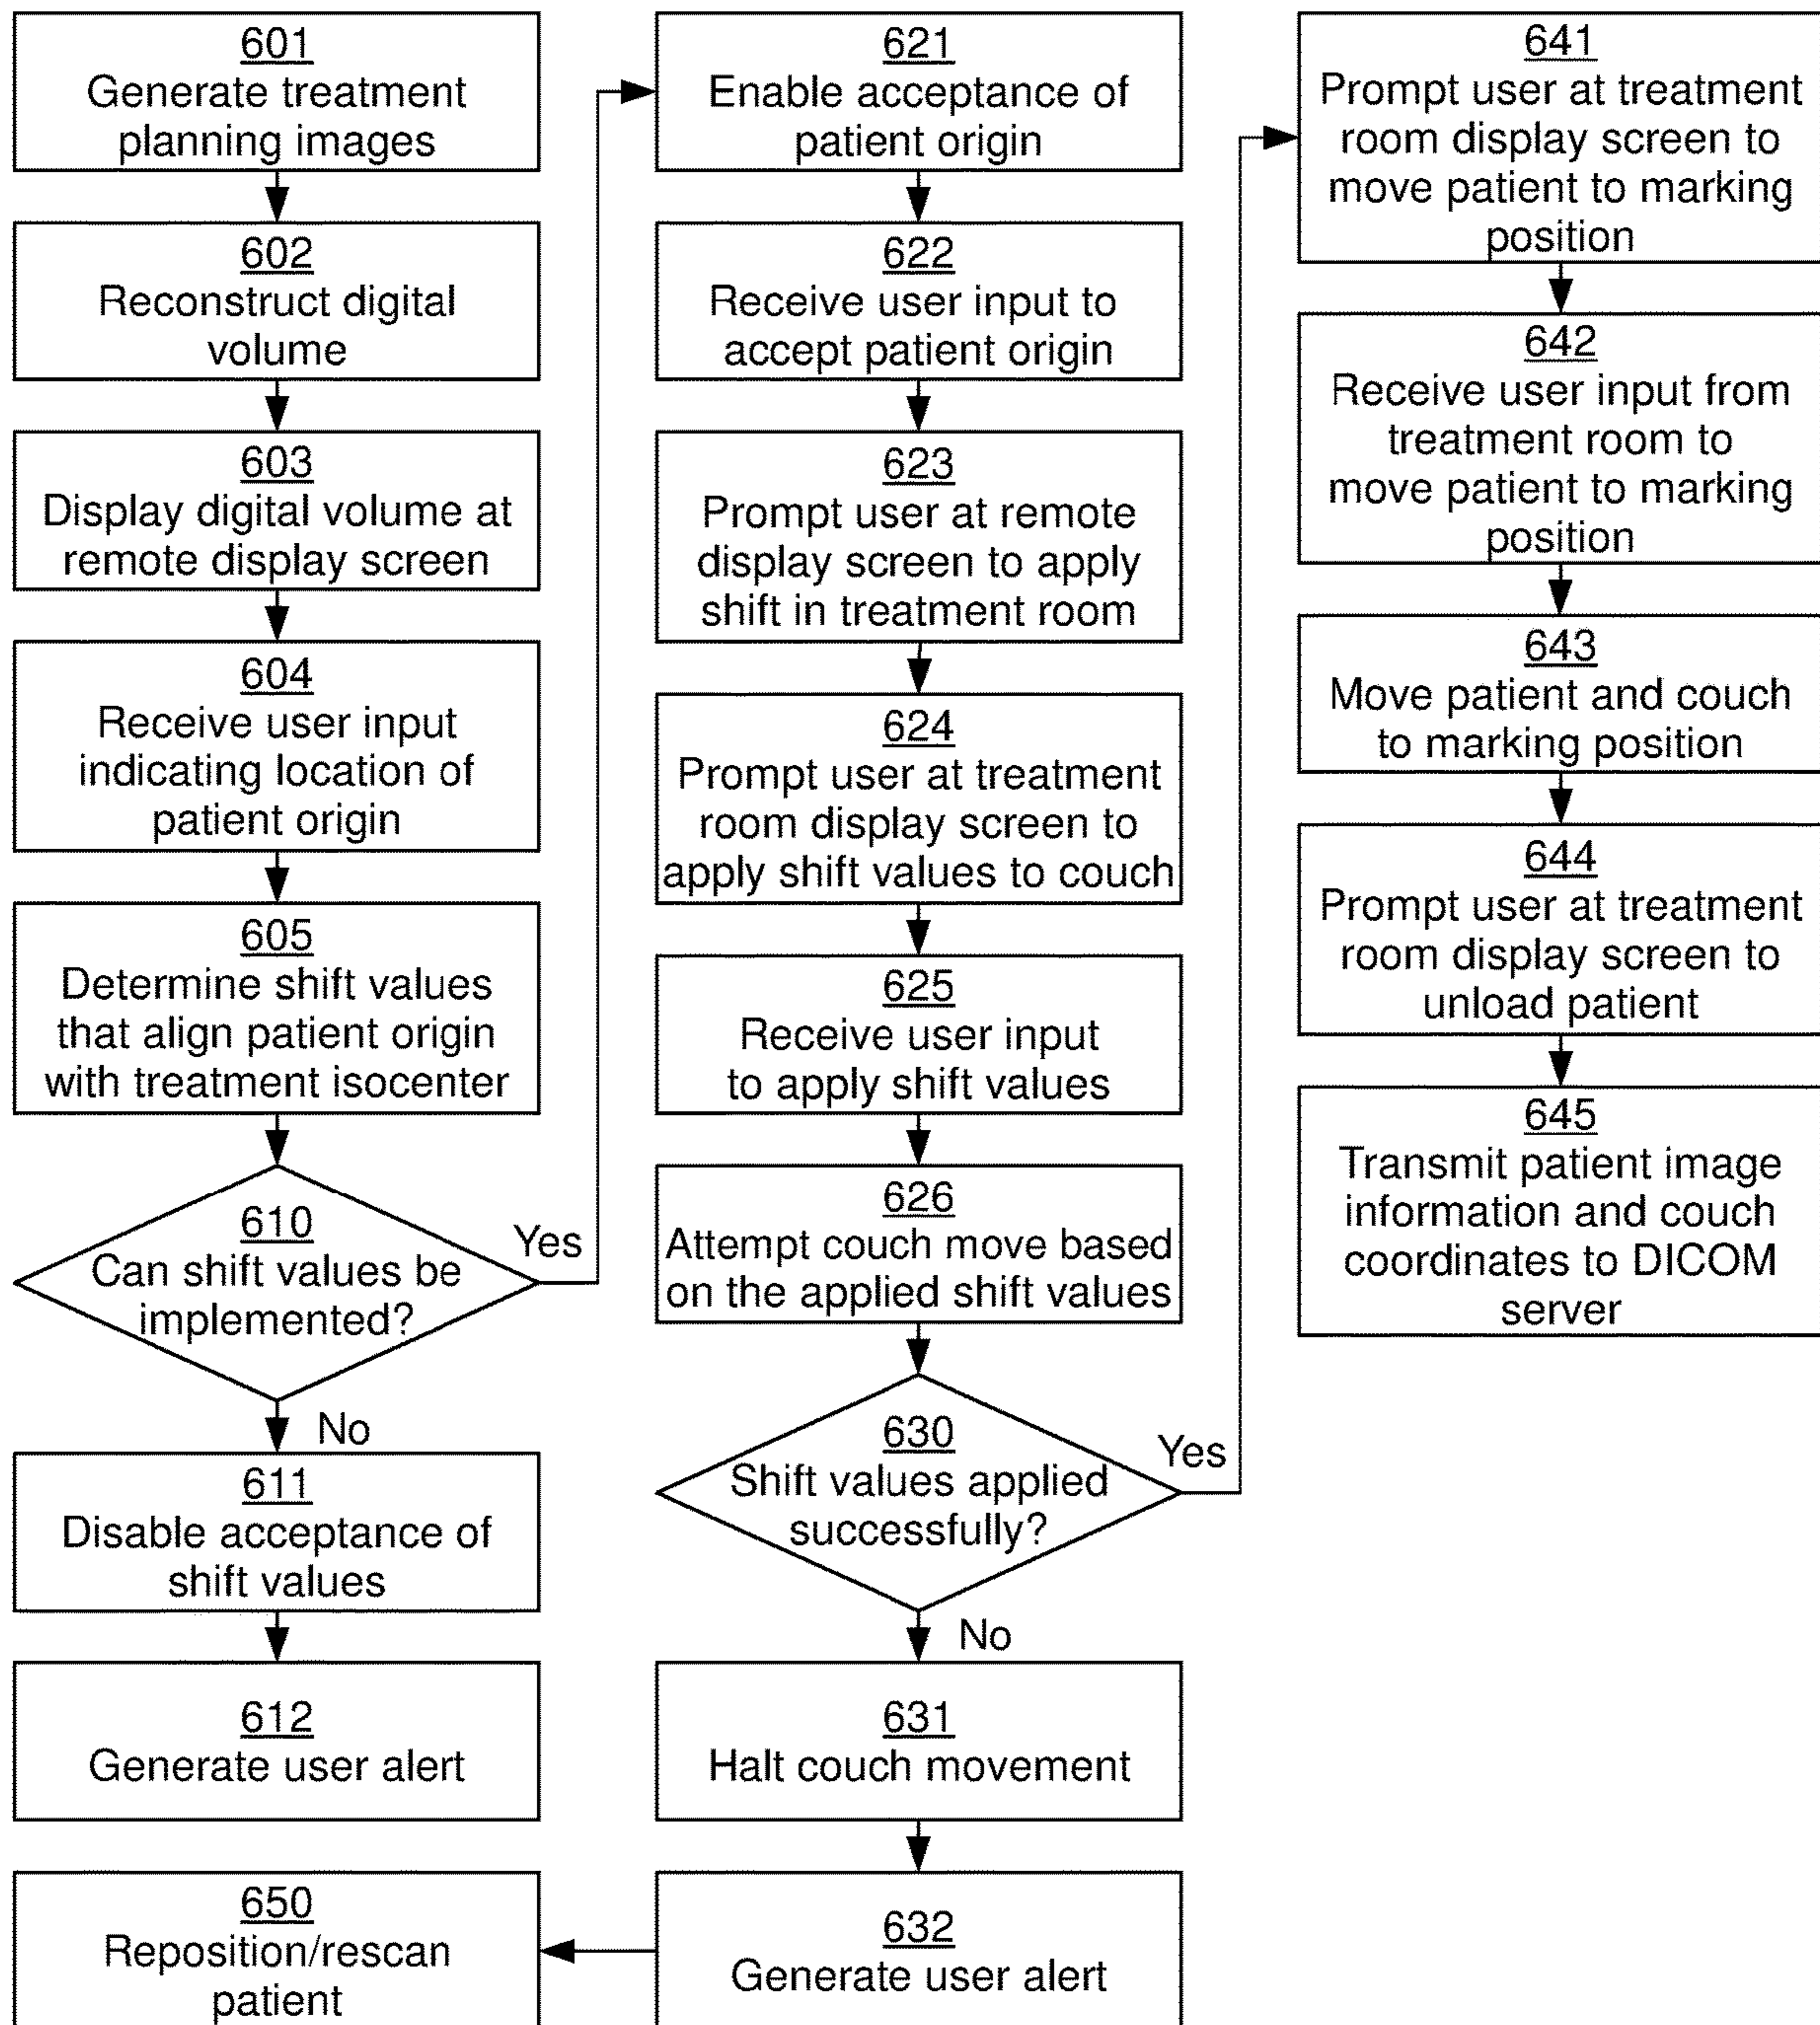 601
Generate treatment
planning images
602
Reconstruct digital
volume
603
Display digital volume at
remote display screen
604
Receive user input
indicating location of
patient origin
605
Determine shift values
that align patient origin
with treatment isocenter
610
Can shift values be
implemented?
Yes
No
611
Disable acceptance of
shift values
612
Generate user alert
650
Reposition/rescan
patient
621
Enable acceptance of
patient origin
622
Receive user input to
accept patient origin
623
Prompt user at remote
display screen to apply
shift in treatment room
624
Prompt user at treatment
room display screen to
apply shift values to couch
625
Receive user input
to apply shift values
626
Attempt couch move based
on the applied shift values
630
Shift values applied
successfully?
Yes
No
631
Halt couch movement
632
Generate user alert
641
Prompt user at treatment
room display screen to
move patient to marking
position
642
Receive user input from
treatment room to
move patient to marking
position
643
Move patient and couch
to marking position
644
Prompt user at treatment
room display screen to
unload patient
645
Transmit patient image
information and couch
coordinates to DICOM
server